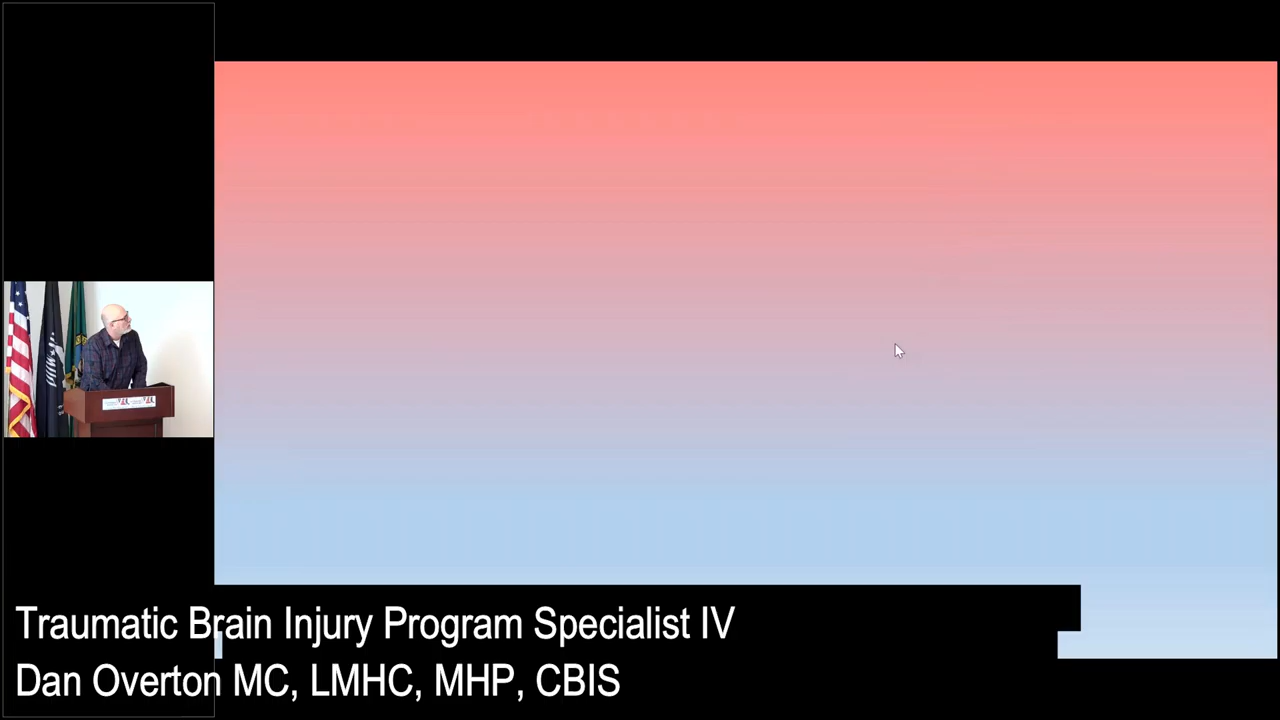 Traumatic Brain Injury Program Specialist IV
Dan Overton MC, LMHC, MHP, CBIS